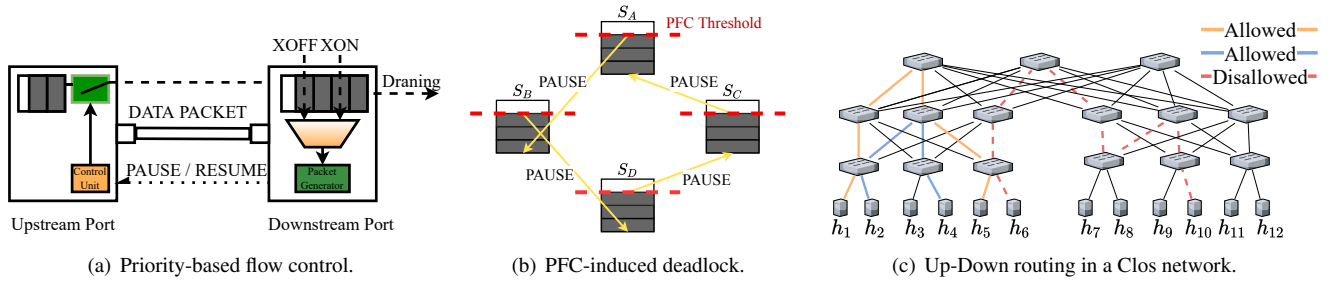 XOFF XON
Draning
DATA PACKET
Control
Unit
PAUSE / RESUME
Packet
Generator
Upstream Port
Downstream Port
(a) Priority-based flow control.
S_A
PFC Threshold
PAUSE
PAUSE
S_B
S_C
PAUSE
S_D
PAUSE
(b) PFC-induced deadlock.
Allowed
Allowed
Disallowed
h_1 h_2 h_3 h_4 h_5 h_6 h_7 h_8 h_9 h_10 h_11 h_12
(c) Up-Down routing in a Clos network.